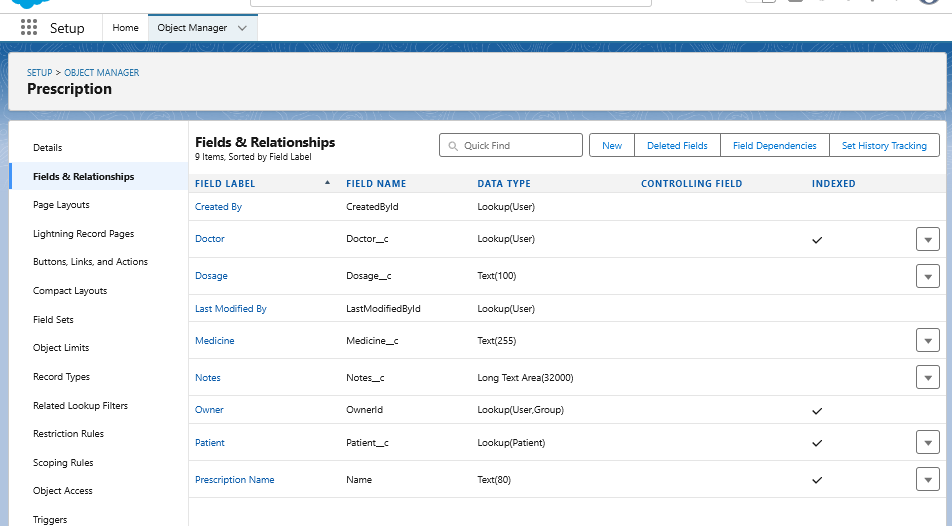 Setup
Home
Object Manager
SETUP > OBJECT MANAGER
Prescription
Details
Fields & Relationships
Page Layouts
Lightning Record Pages
Buttons, Links, and Actions
Compact Layouts
Field Sets
Object Limits
Record Types
Related Lookup Filters
Restriction Rules
Scoping Rules
Object Access
Triggers
Fields & Relationships
9 Items, Sorted by Field Label
Quick Find
New
Deleted Fields
Field Dependencies
Set History Tracking
FIELD LABEL FIELD NAME DATA TYPE CONTROLLING FIELD INDEXED
Created By CreatedById Lookup(User)
Doctor Doctor__c Lookup(User)
Dosage Dosage__c Text(100)
Last Modified By LastModifiedById Lookup(User)
Medicine Medicine__c Text(255)
Notes Notes__c Long Text Area(32000)
Owner OwnerId Lookup(User,Group)
Patient Patient__c Lookup(Patient)
Prescription Name Name Text(80)